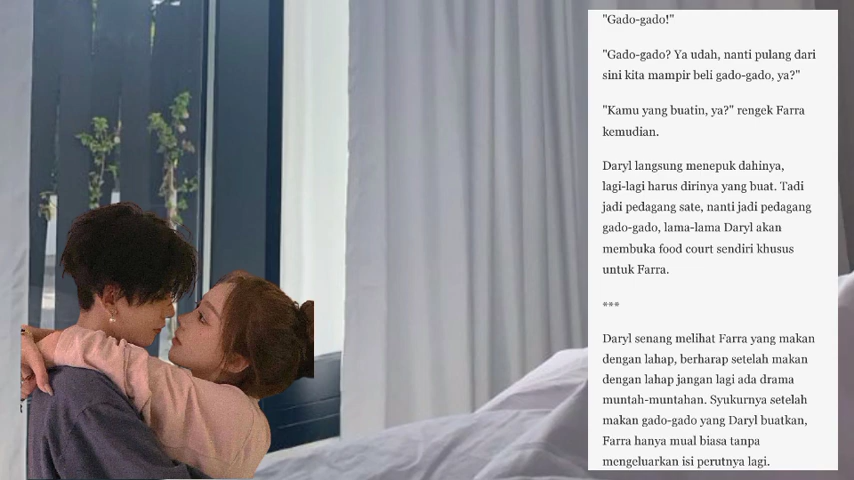 "Gado-gado!"
"Gado-gado? Ya udah, nanti pulang dari
sini kita mampir beli gado-gado, ya?"
"Kamu yang buatin, ya?" rengek Farra
kemudian.
Daryl langsung menepuk dahinya,
lagi-lagi harus dirinya yang buat. Tadi
jadi pedagang sate, nanti jadi pedagang
gado-gado, lama-lama Daryl akan
membuka food court sendiri khusus
untuk Farra.
***
Daryl senang melihat Farra yang makan
dengan lahap, berharap setelah makan
dengan lahap jangan lagi ada drama
muntah-muntahan. Syukurnya setelah
makan gado-gado yang Daryl buatkan,
Farra hanya mual biasa tanpa
mengeluarkan isi perutnya lagi.